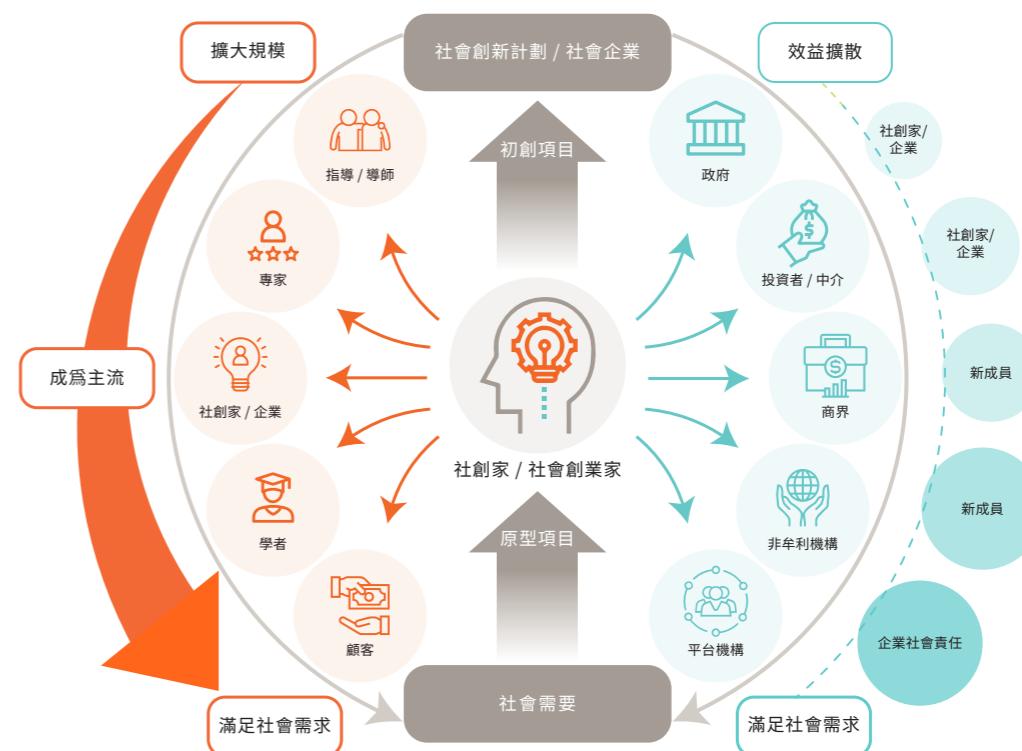 擴大規模
社會創新計劃 / 社會企業
效益擴散
初創項目
指導 / 導師
專家
社創家 / 企業
學者
顧客
政府
投資者 / 中介
商界
非牟利機構
平台機構
社創家/
企業
社創家/
企業
新成員
新成員
企業社會責任
成爲主流
社創家 / 社會創業家
原型項目
社會需要
滿足社會需求
滿足社會需求